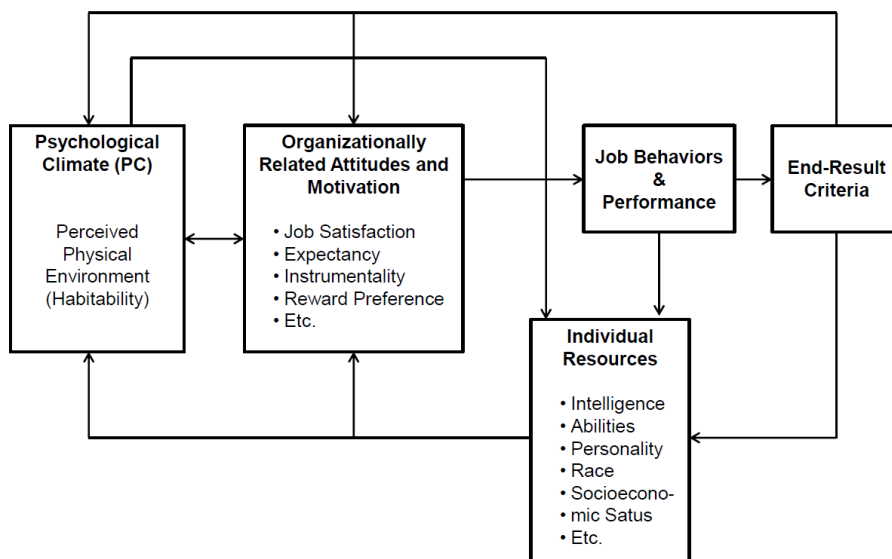 Psychological
Climate (PC)
Perceived
Physical
Environment
(Habitability)
Organizationally
Related Attitudes and
Motivation
• Job Satisfaction
• Expectancy
• Instrumentality
• Reward Preference
• Etc.
Job Behaviors
&
Performance
End-Result
Criteria
Individual
Resources
• Intelligence
• Abilities
• Personality
• Race
• Socioecono-
• mic Satus
• Etc.